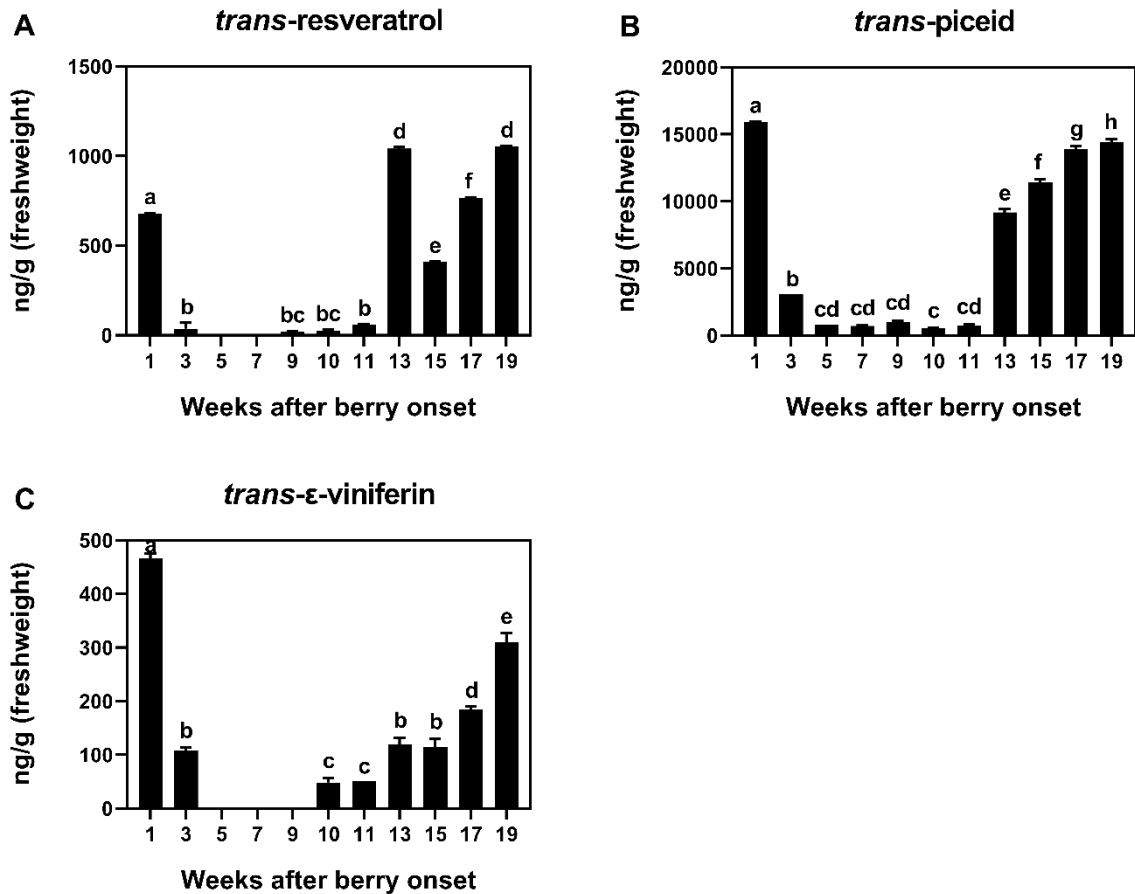 A
trans-resveratrol
ng/g (freshweight)
1500
1000
500
0
a
b
bc
bc
b
d
e
f
d
1 3 5 7 9 10 11 13 15 17 19
Weeks after berry onset
B
trans-piceid
ng/g (freshweight)
20000
15000
10000
5000
0
a
b
cd
cd
cd
c
cd
e
f
g
h
1 3 5 7 9 10 11 13 15 17 19
Weeks after berry onset
C
trans-ε-viniferin
ng/g (freshweight)
500
400
300
200
100
0
a
b
c
c
b
b
d
e
1 3 5 7 9 10 11 13 15 17 19
Weeks after berry onset